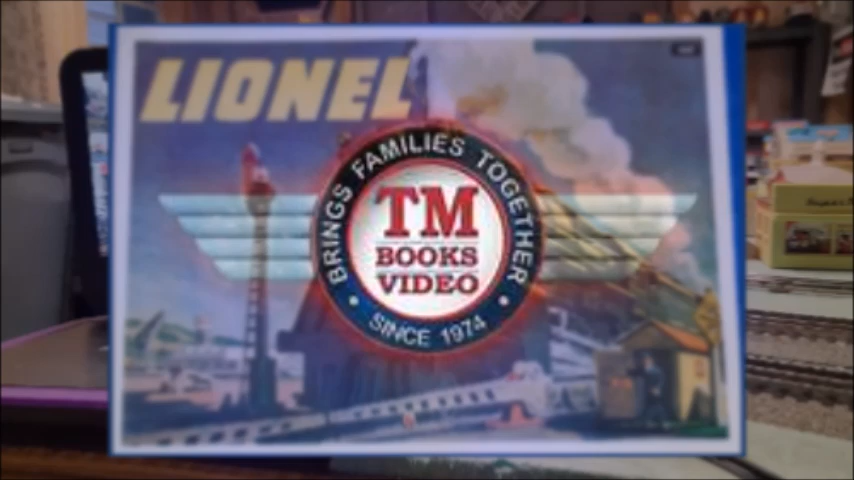 LIONEL
BRINGS FAMILIES TOGETHER
TM
BOOKS
VIDEO
• SINCE 1974 •